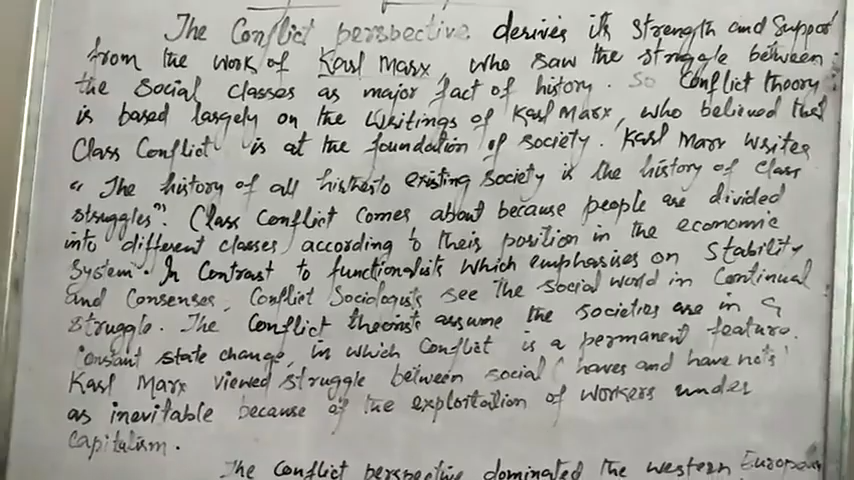 The Conflict perspective derives its strength and Support
from the work of Karl Marx, who saw the struggle between
the Social classes as major fact of history. So Conflict theory
is based largely on the writings of Karl Marx, who believed that
Class Conflict is at the foundation of society. Karl Marx writes
" The history of all histherto existing society is the history of class
struggles". Class conflict comes about because people are divided
into different classes, according to their position in the economic
System. In Contrast to functionalists which emphasises on Stability
and Consenses, Conflict Sociologists see the social world in Continual
Struggle. The Conflict theorists assume the societies are in a
Constant state change, in which Conflict is a permanent feature.
Karl Marx viewed struggle between social 'haves and have nots'
as inevitable because of the exploitation of workers under
Capitalism.
The Conflict perspective dominated the western European